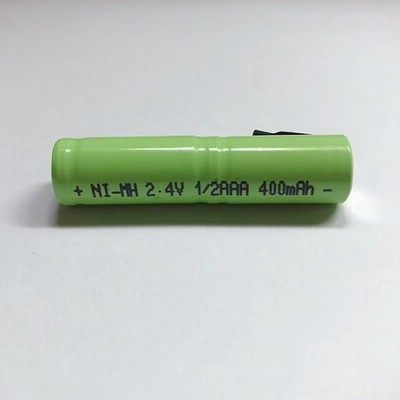 + NI-MH 2.4V 1/2AAA 400mAh -